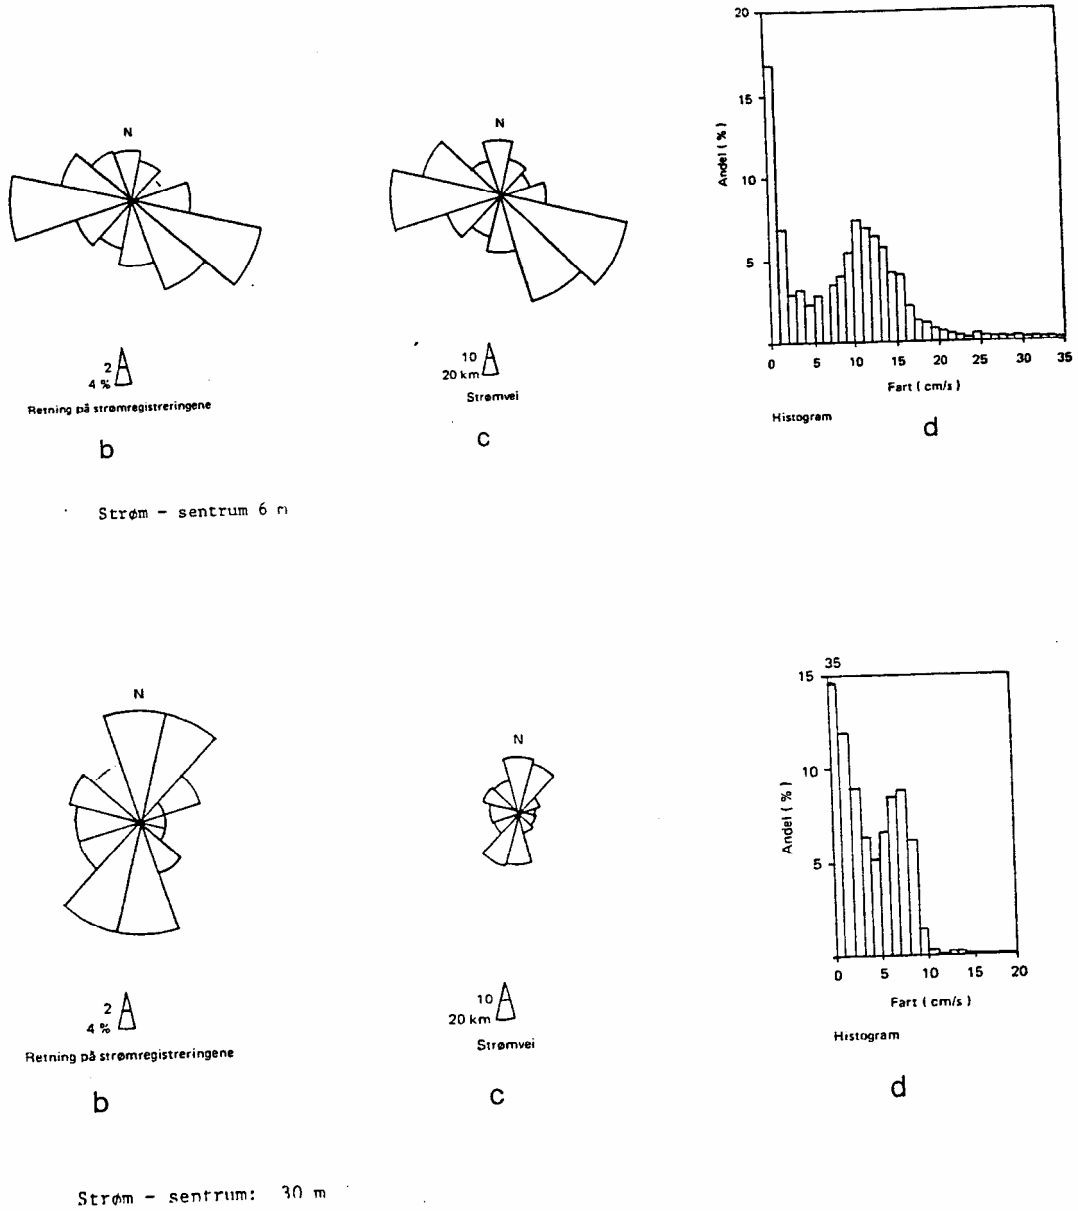 N
2
4 %
Retning på strømregistreringene
b
N
10
20 km
Strømvei
c
20
15
10
5
Andel ( % )
0 5 10 15 20 25 30 35
Fart ( cm/s )
Histogram
d
Strøm - sentrum 6 m
N
2
4 %
Retning på strømregistreringene
b
N
10
20 km
Strømvei
c
35
15
10
5
Andel ( % )
0 5 10 15 20
Fart ( cm/s )
Histogram
d
Strøm - sentrum: 30 m